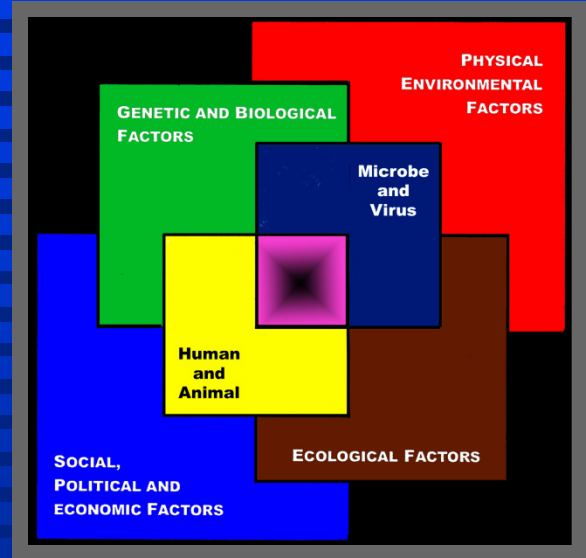 PHYSICAL
ENVIRONMENTAL
FACTORS
GENETIC AND BIOLOGICAL
FACTORS
Microbe
and
Virus
Human
and
Animal
ECOLOGICAL FACTORS
SOCIAL,
POLITICAL AND
ECONOMIC FACTORS